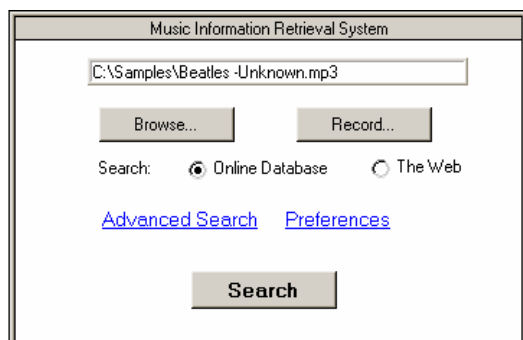 Music Information Retrieval System
C:\Samples\Beatles -Unknown.mp3
Browse... Record...
Search: Online Database The Web
Advanced Search Preferences
Search